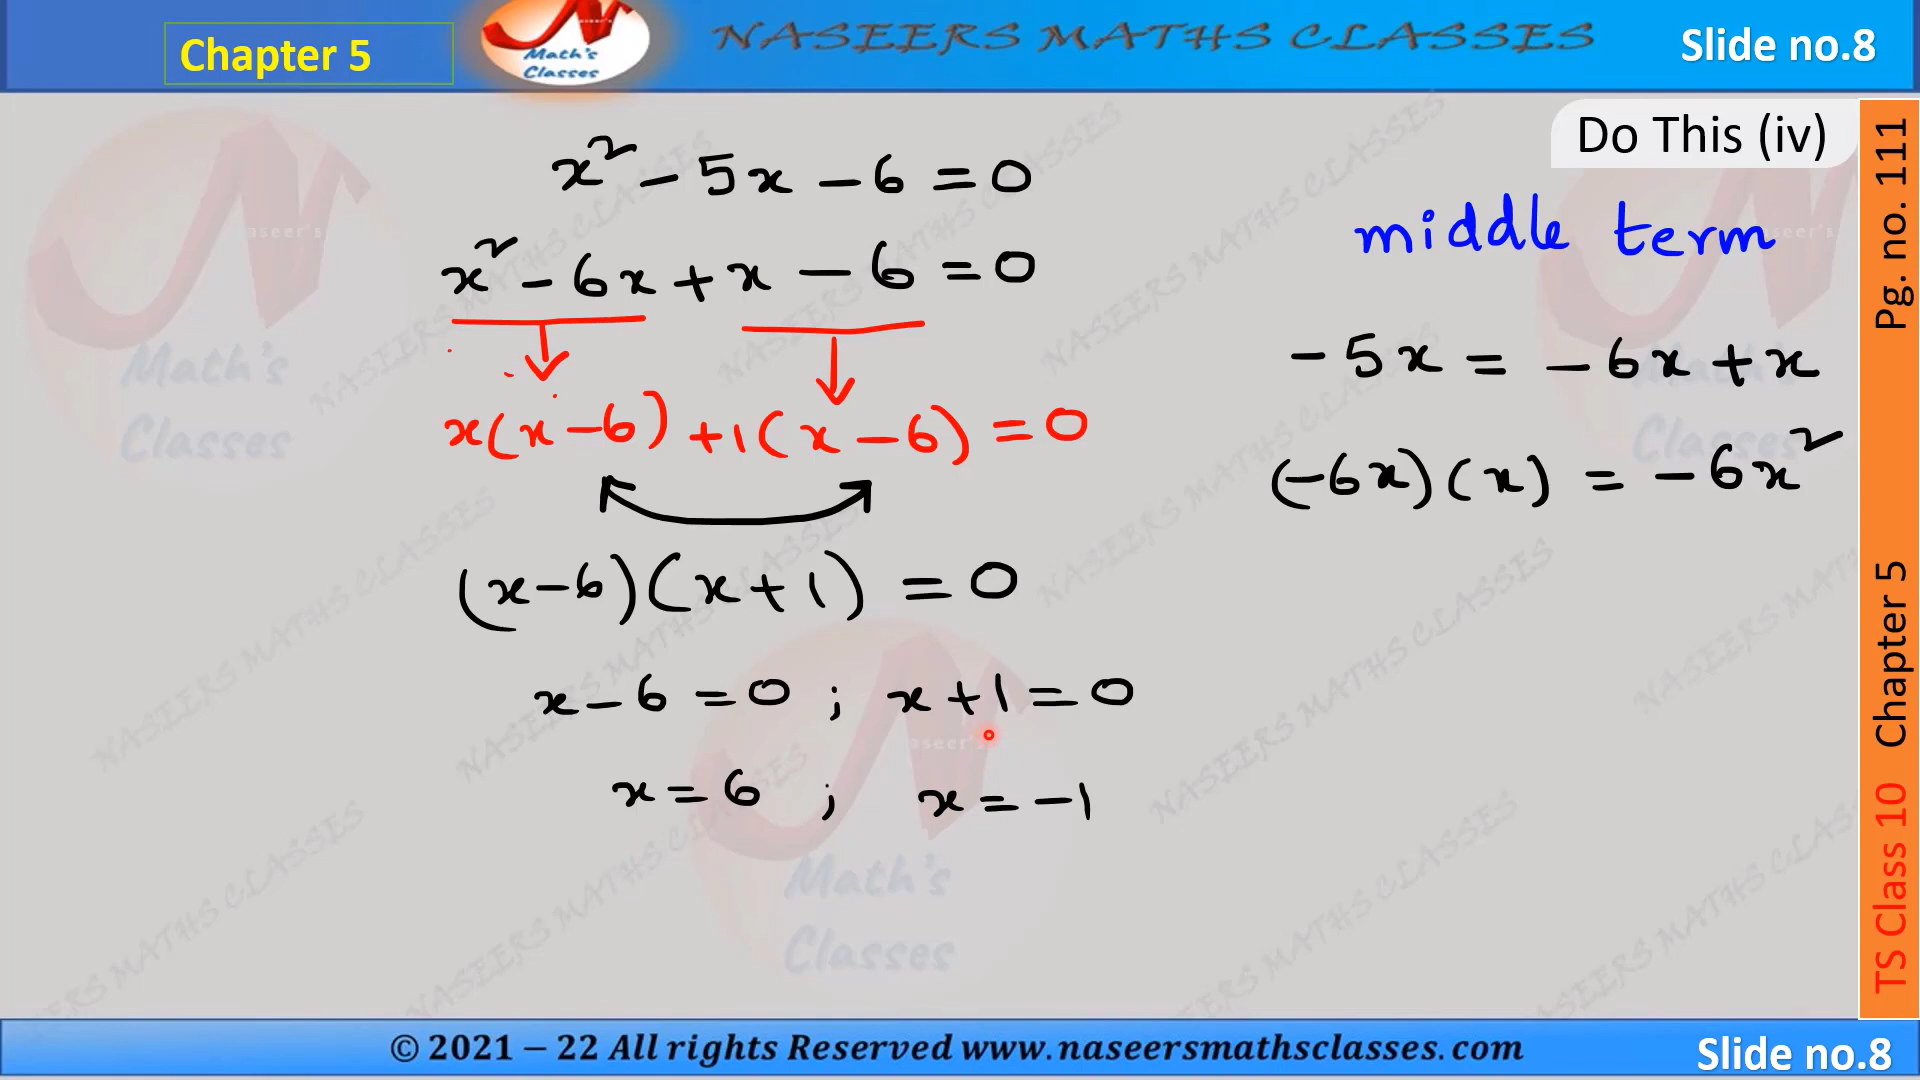 Chapter 5
Math's
Classes
NASEERS MATHS CLASSES
Slide no.8
Do This (iv)
Pg. no. 111
x² - 5x - 6 = 0
x² - 6x + x - 6 = 0
x(x-6) +1(x-6) = 0
(x-6)(x+1) = 0
x-6 = 0 ; x+1 = 0
x = 6 ; x = -1
middle term
-5x = -6x + x
(-6x)(x) = -6x²
TS Class 10 Chapter 5
© 2021 – 22 All rights Reserved www.naseersmathsclasses.com
Slide no.8